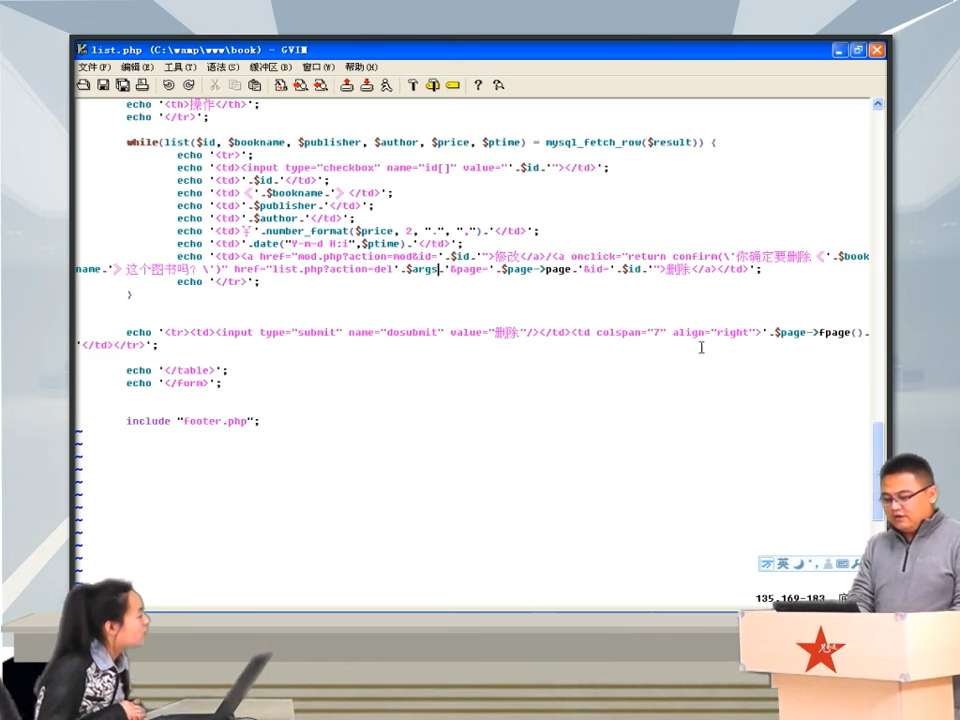 list.php (C:\wamp\www\book) - GVIM
文件(F) 编辑(E) 工具(T) 语法(S) 缓冲区(B) 窗口(W) 帮助(H)
echo '<th>操作</th>';
echo '</tr>';
while(list($id, $bookname, $publisher, $author, $price, $ptime) = mysql_fetch_row($result)) {
echo '<tr>';
echo '<td><input type="checkbox" name="id[]" value="'.$id.'"></td>';
echo '<td>'.$id.'</td>';
echo '<td>《'.$bookname.'》</td>';
echo '<td>'.$publisher.'</td>';
echo '<td>'.$author.'</td>';
echo '<td>￥'.number_format($price, 2, ".", ",").'</td>';
echo '<td>'.date("Y-m-d H:i",$ptime).'</td>';
echo '<td><a href="mod.php?action=mod&id='.$id.'">修改</a>/<a onclick="return confirm(\'你确定要删除《'.$book
name.'》这个图书吗? \')" href="list.php?action=del'.$args.'&page='.$page->page.'&id='.$id.'">删除</a></td>';
echo '</tr>';
}
echo '<tr><td><input type="submit" name="dosubmit" value="删除"/></td><td colspan="7" align="right">'.$page->fpage().
'</td></tr>';
echo '</table>';
echo '</form>';
include "footer.php";
~
~
~
~
~
~
~
~
~
~
~
~
~
英
135,169-183